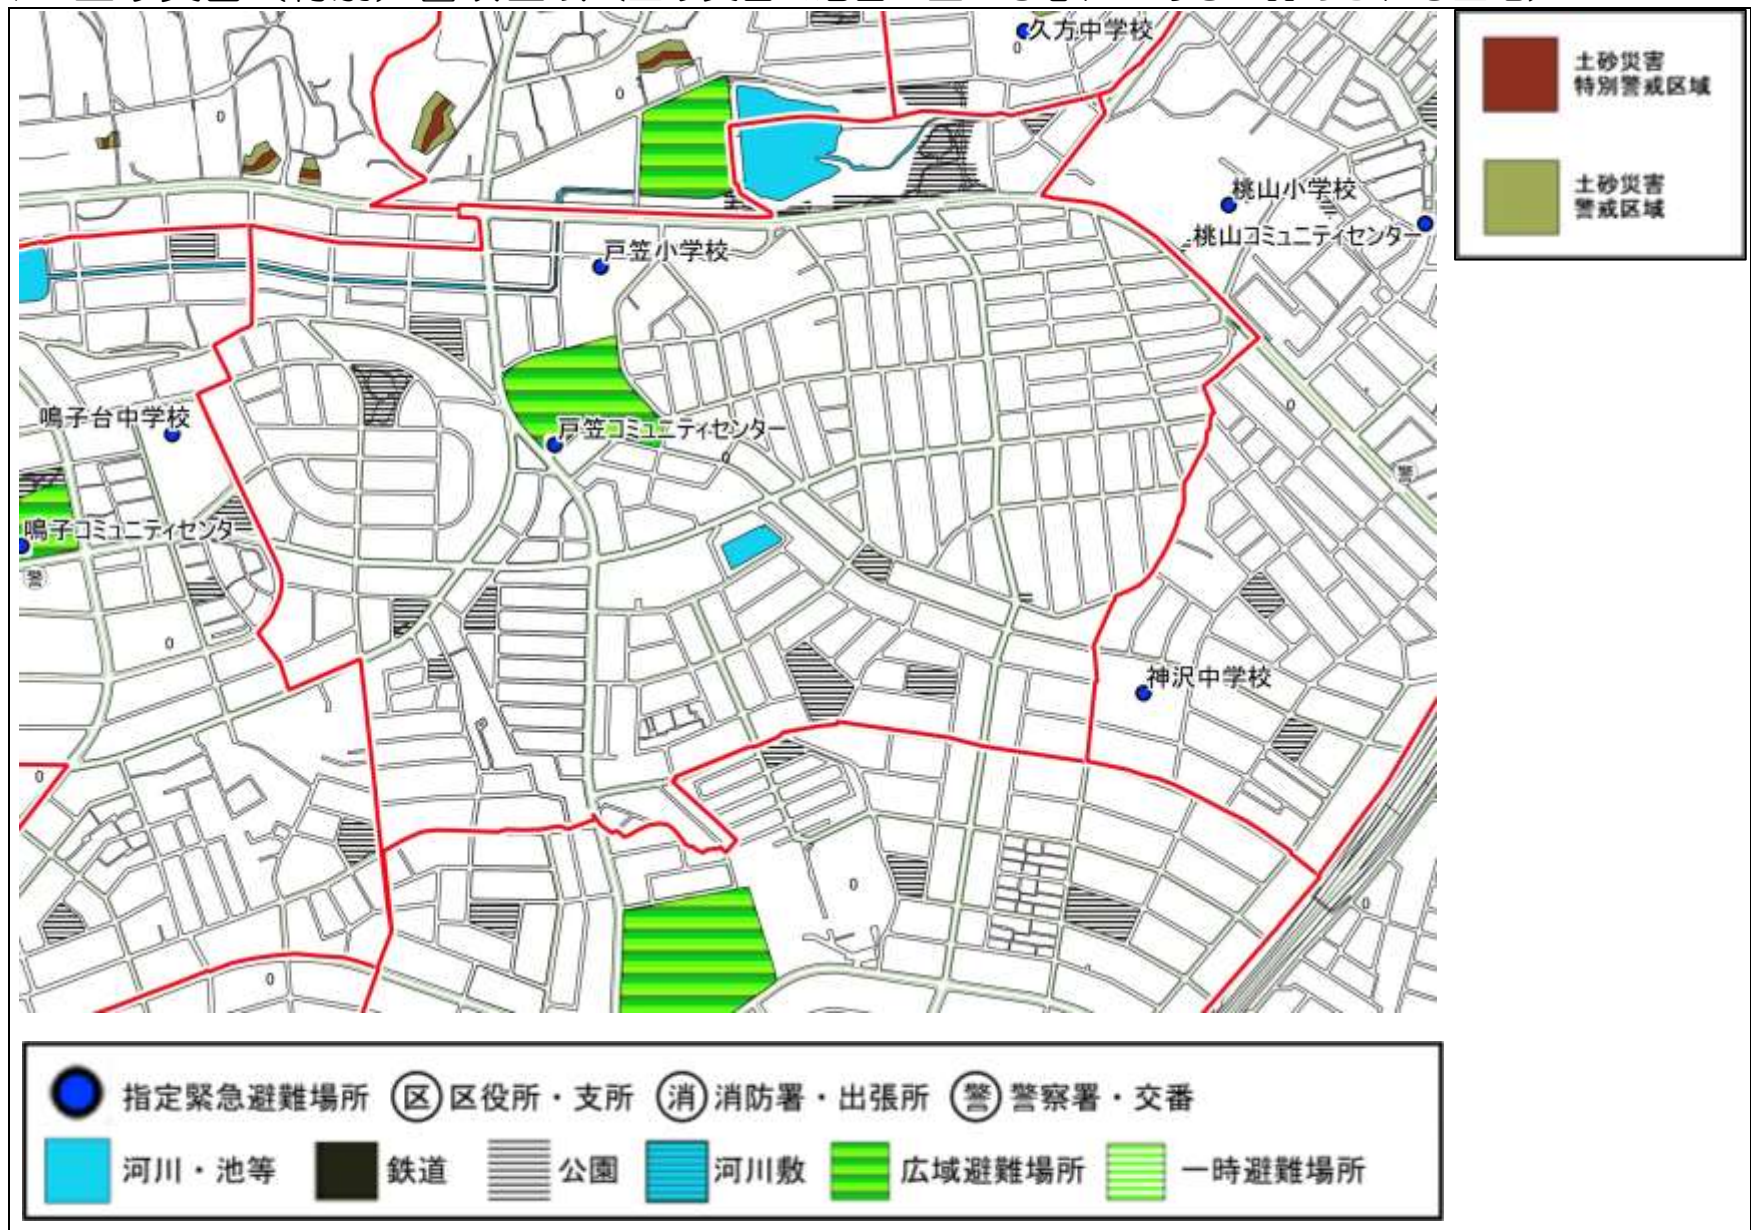 久方中学校
土砂災害
特別警戒区域
土砂災害
警戒区域
桃山小学校
桃山コミュニティセンター
戸笠小学校
鳴子台中学校
戸笠コミュニティセンター
警
鳴子コミュニティセンタ
警
神沢中学校
指定緊急避難場所
区 区役所・支所
消 消防署・出張所
警 警察署・交番
河川・池等
鉄道
公園
河川敷
広域避難場所
一時避難場所